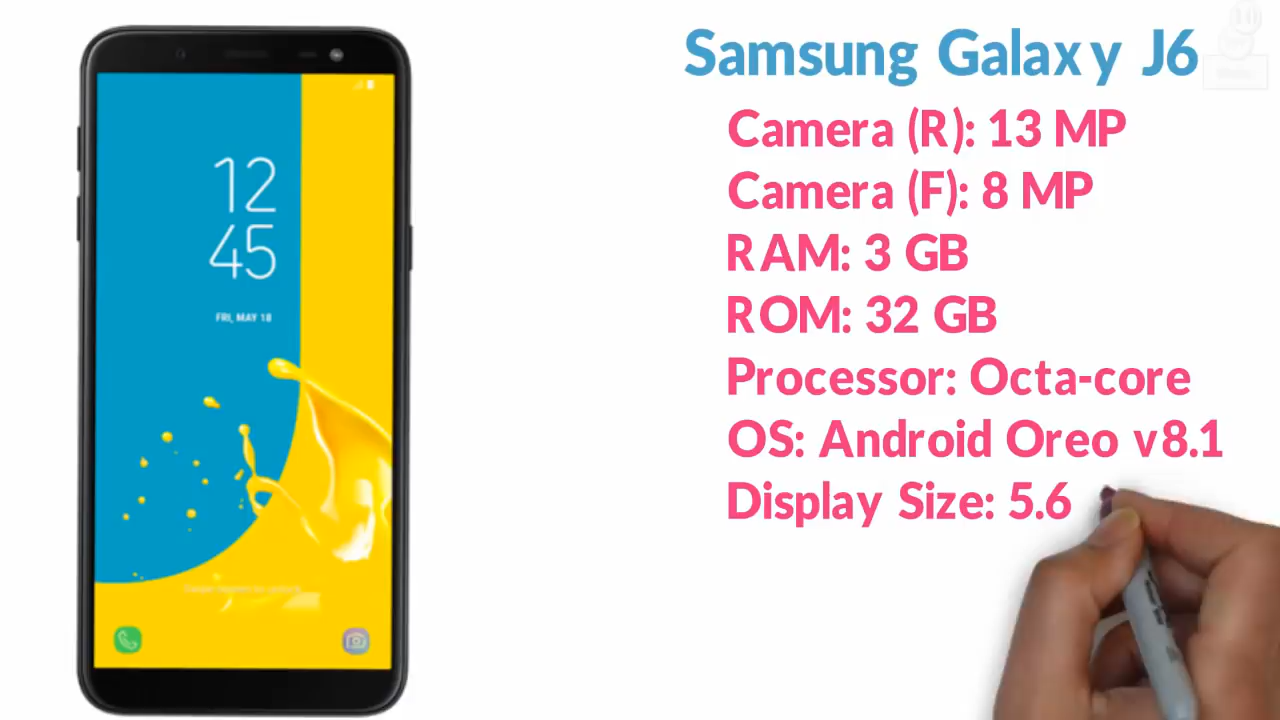 Samsung Galaxy J6
Camera (R): 13 MP
Camera (F): 8 MP
RAM: 3 GB
ROM: 32 GB
Processor: Octa-core
OS: Android Oreo v8.1
Display Size: 5.6
12
45
FRI, MAY 18